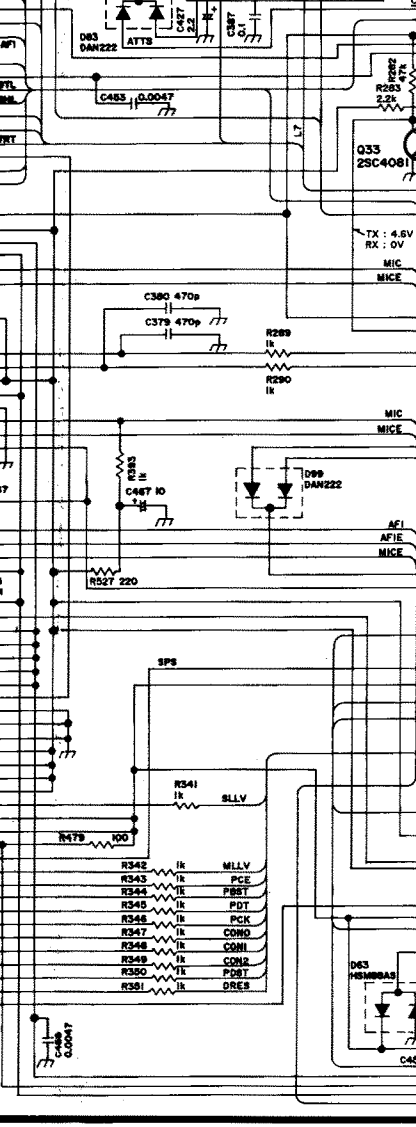 D83
DAN222
ATTS
C427
2.2
+
C387
0.1
AFI
C453 0.0047
R262
47k
R263
2.2k
L7
Q33
2SC4081
TX : 4.6V
RX : 0V
MIC
MICE
C380 470p
C379 470p
R289
1k
R290
1k
MIC
MICE
R393
1k
C467 10
+
D99
DAN222
AFI
AFIE
MICE
R527 220
SPS
R341
1k
SLLV
R479 100
R342 1k MLLV
R343 1k PCE
R344 1k PBST
R345 1k PDT
R346 1k PCK
R347 1k CON0
R348 1k CON1
R349 1k CON2
R350 1k PDST
R351 1k DRES
D63
HSM88AS
0.0047